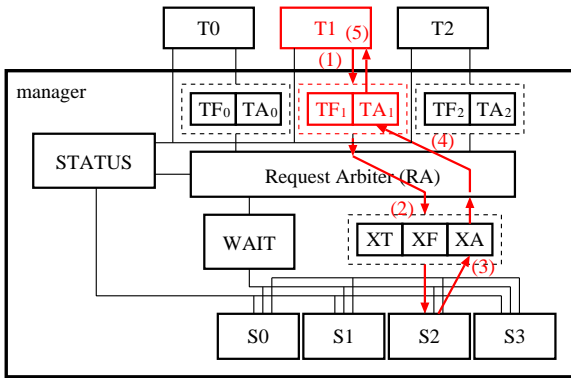 T0 T1 (5) T2
(1)
manager
TF0 TA0 TF1 TA1 TF2 TA2
(4)
STATUS
Request Arbiter (RA)
(2)
WAIT XT XF XA
(3)
S0 S1 S2 S3